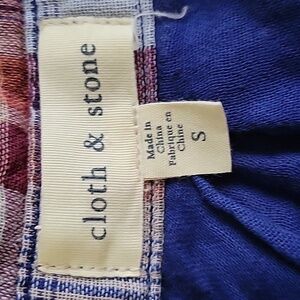 cloth & stone
Made in
China
Fabriqué en
Chine
S